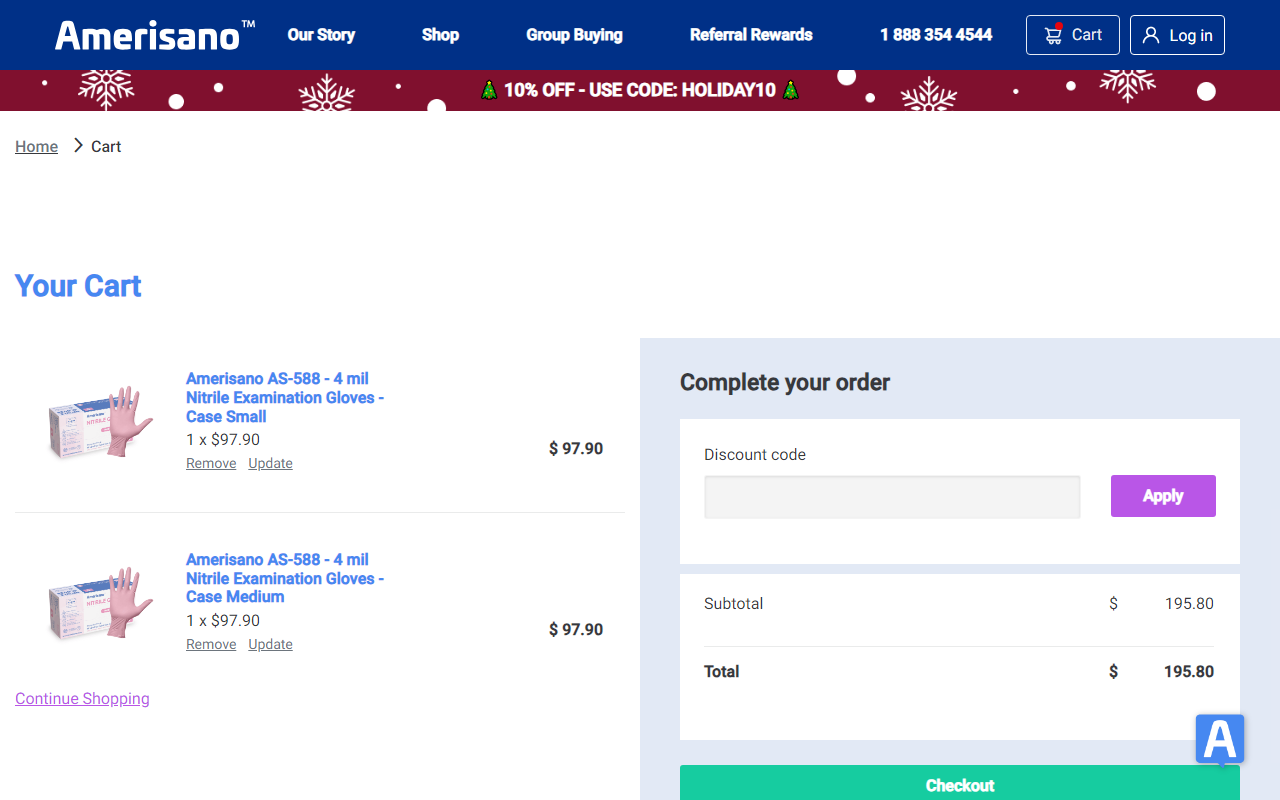 Amerisano™
Our Story
Shop
Group Buying
Referral Rewards
1 888 354 4544
Cart
Log in
10% OFF - USE CODE: HOLIDAY10
Home
Cart
Your Cart
Amerisano AS-588 - 4 mil
Nitrile Examination Gloves -
Case Small
1 x $97.90
$ 97.90
Remove Update
Amerisano AS-588 - 4 mil
Nitrile Examination Gloves -
Case Medium
1 x $97.90
$ 97.90
Remove Update
Continue Shopping
Complete your order
Discount code
Apply
Subtotal $ 195.80
Total $ 195.80
A
Checkout